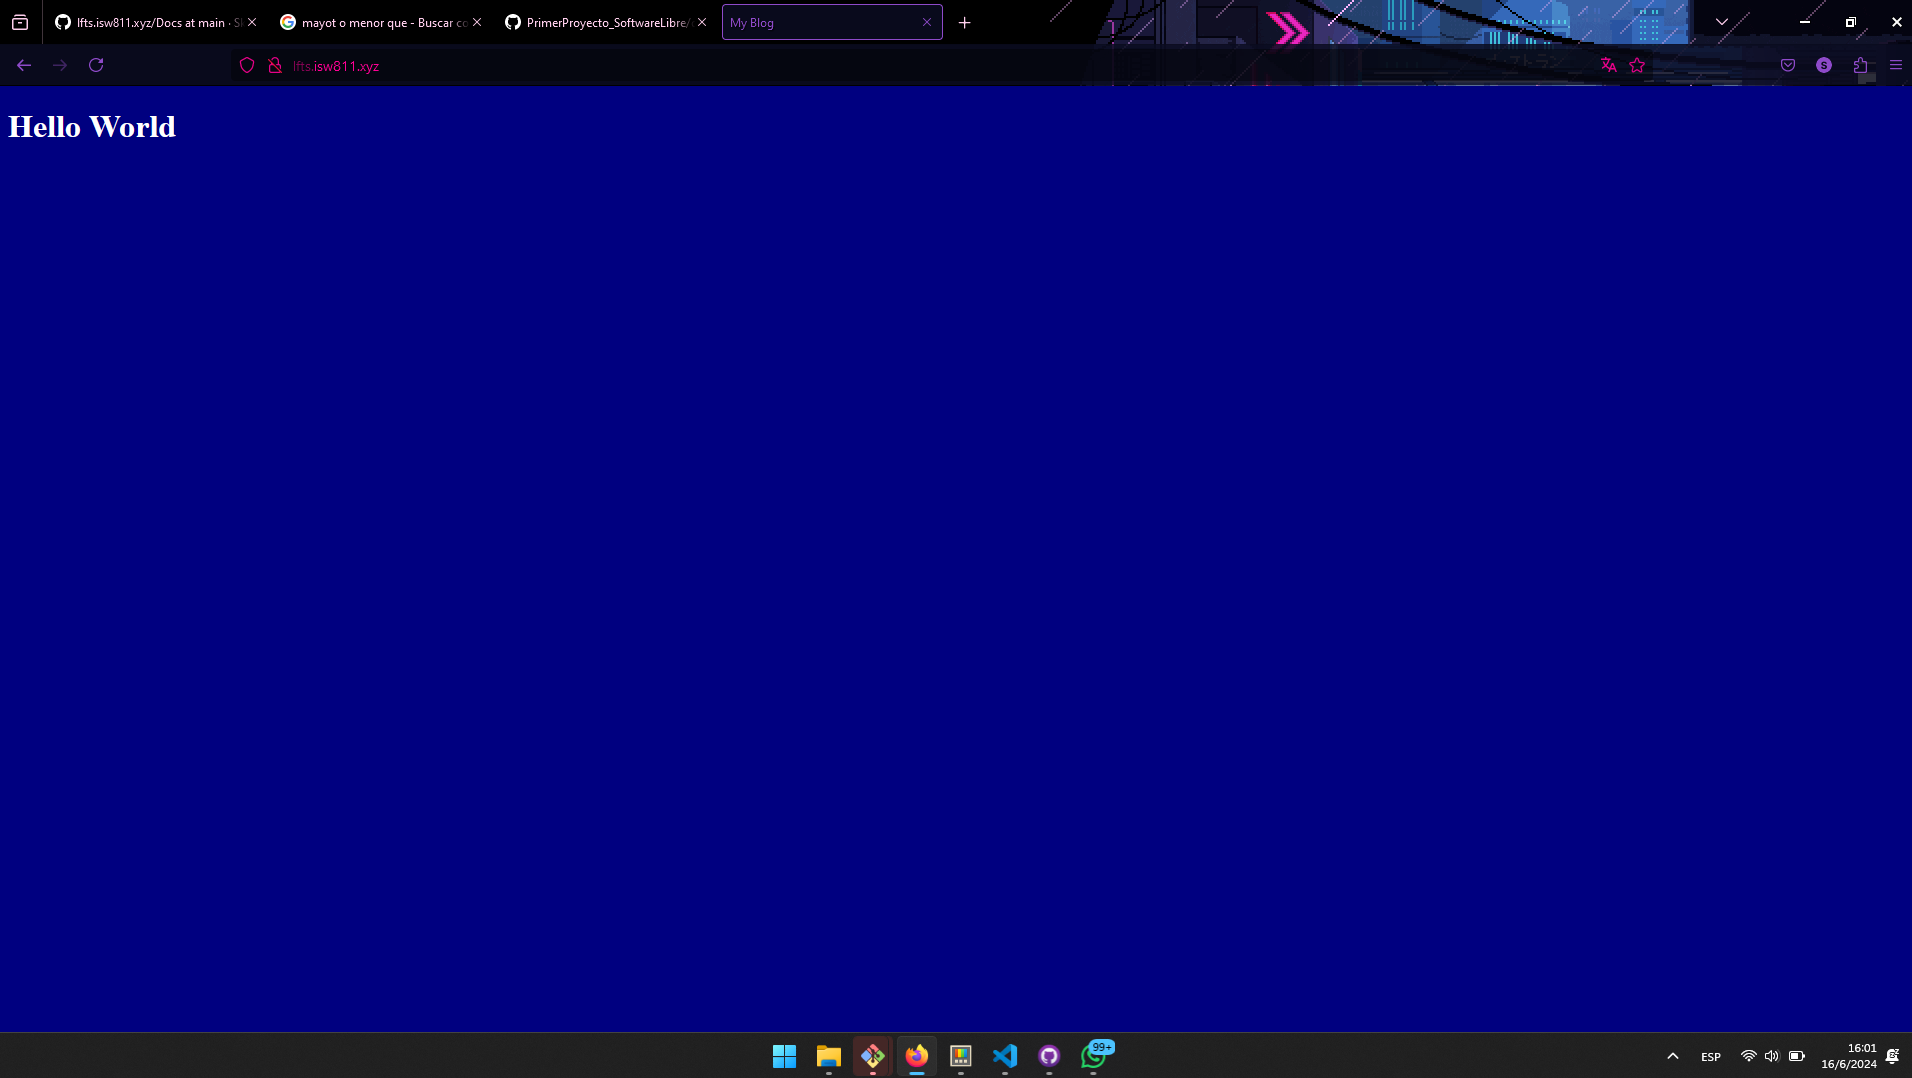 lfts.isw811.xyz/Docs at main · S
mayot o menor que - Buscar co
PrimerProyecto_SoftwareLibre/
My Blog
lfts.isw811.xyz
S
Hello World
99+
ESP
16:01
16/6/2024